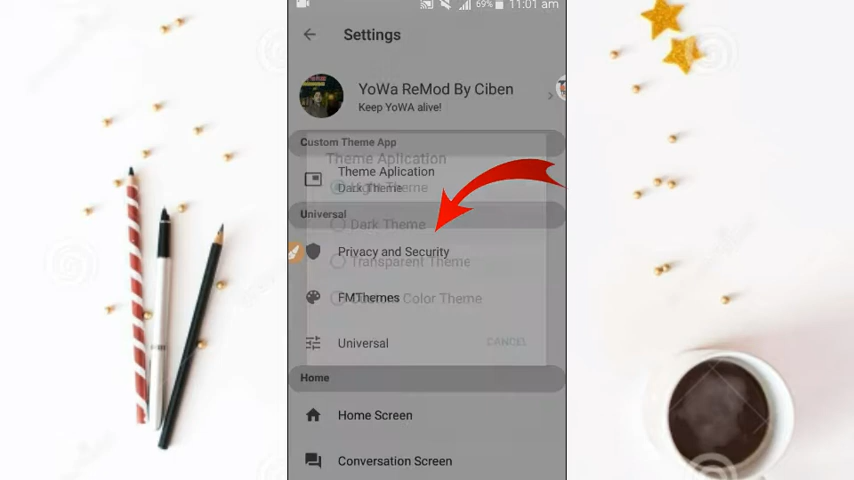 69% 11:01 am
Settings
YoWa ReMod By Ciben
Keep YoWA alive!
Custom Theme App
Theme Aplication
Theme Aplication
Dark Theme
Light Theme
Universal
Dark Theme
Privacy and Security
Transparent Theme
FMThemes
Color Theme
Universal
CANCEL
Home
Home Screen
Conversation Screen